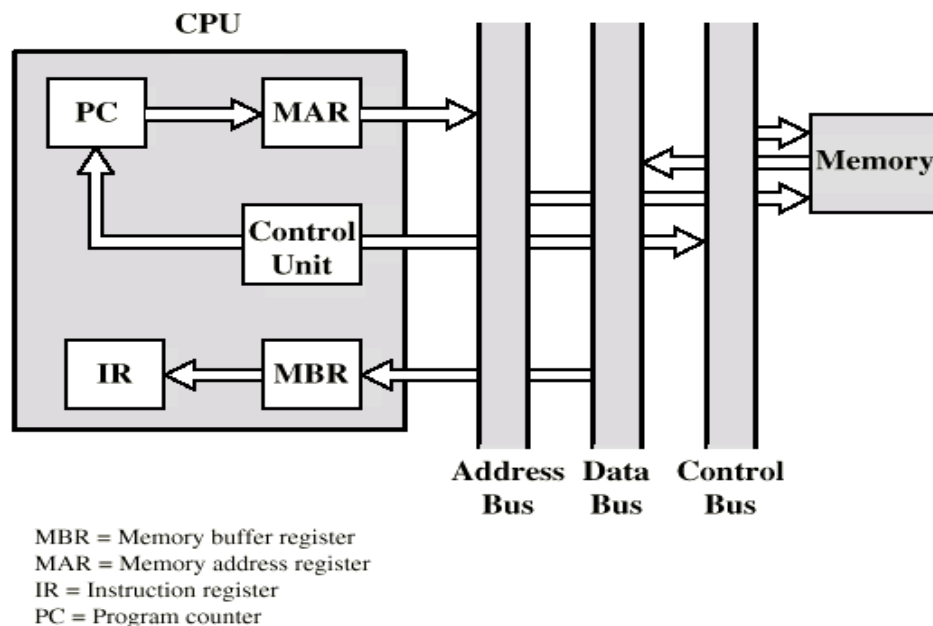 CPU
PC
MAR
Memory
Control
Unit
IR
MBR
Address
Bus
Data
Bus
Control
Bus
MBR = Memory buffer register
MAR = Memory address register
IR = Instruction register
PC = Program counter